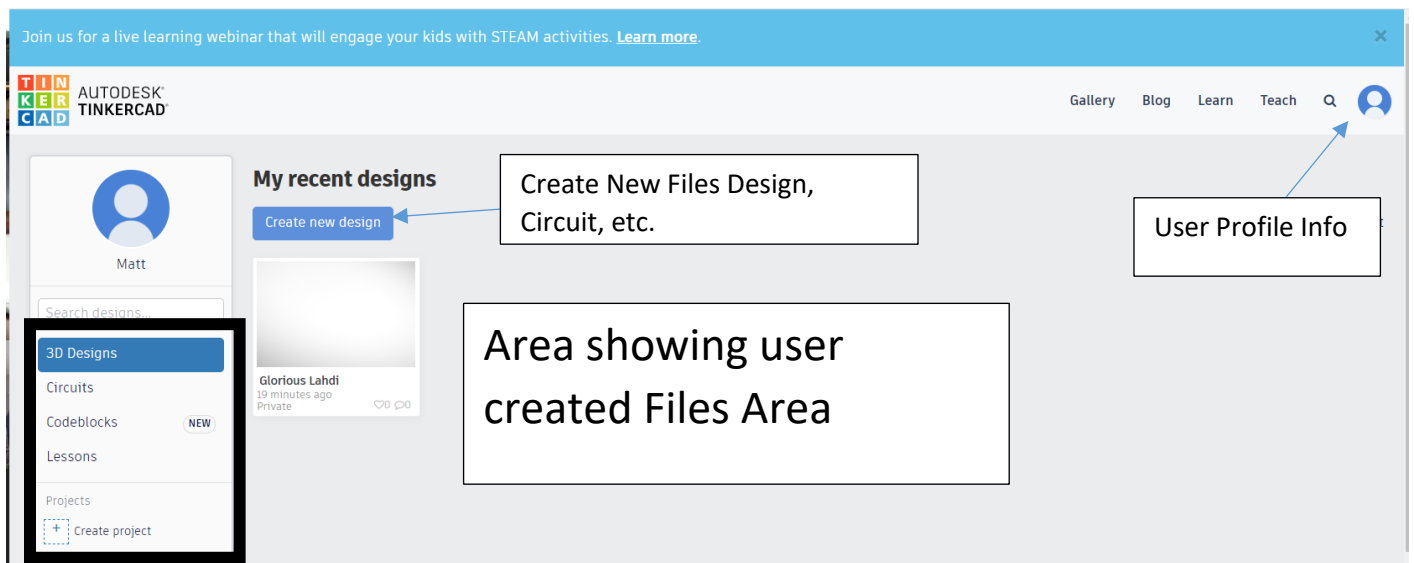 Join us for a live learning webinar that will engage your kids with STEAM activities. Learn more. ×
TIN
KER
CAD
AUTODESK®
TINKERCAD®
Gallery Blog Learn Teach
My recent designs
Create new design
Create New Files Design,
Circuit, etc.
User Profile Info
Matt
Search designs...
3D Designs
Circuits
Codeblocks NEW
Lessons
Projects
+ Create project
Glorious Lahdi
19 minutes ago
Private 0 0
Area showing user
created Files Area